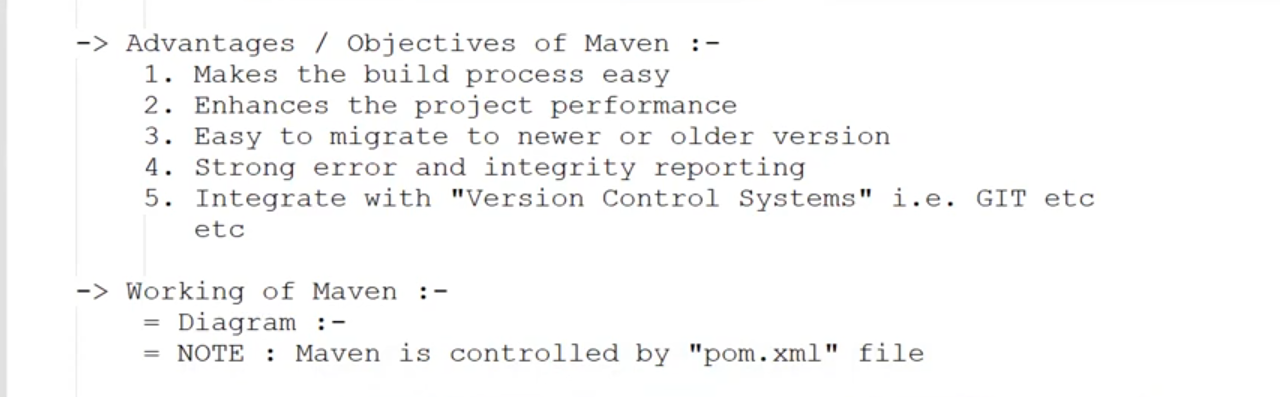 -> Advantages / Objectives of Maven :-
1. Makes the build process easy
2. Enhances the project performance
3. Easy to migrate to newer or older version
4. Strong error and integrity reporting
5. Integrate with "Version Control Systems" i.e. GIT etc
etc
-> Working of Maven :-
= Diagram :-
= NOTE : Maven is controlled by "pom.xml" file